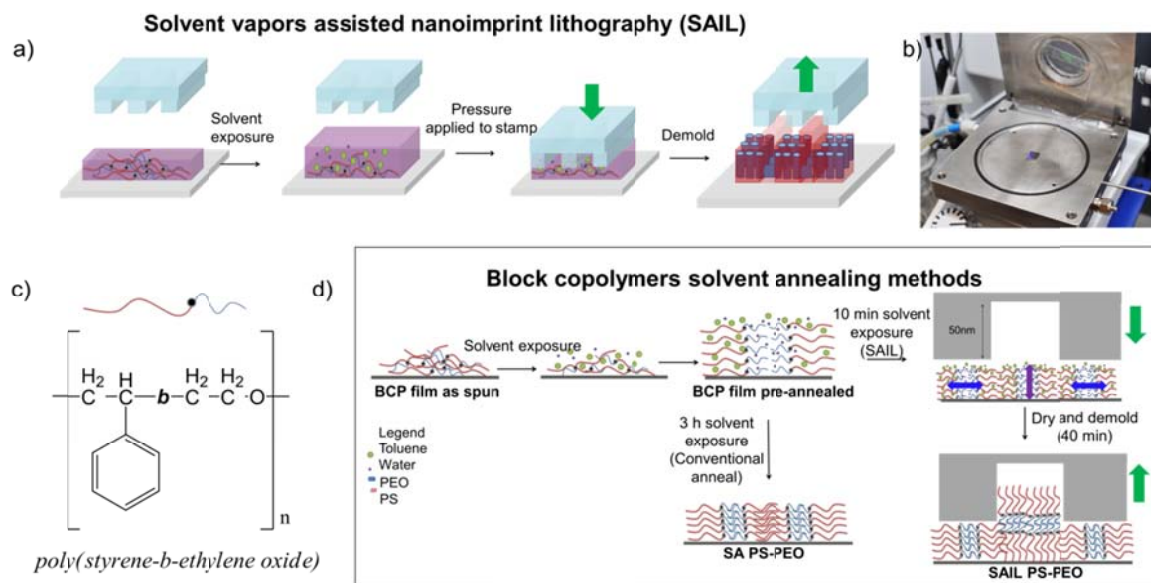 Solvent vapors assisted nanoimprint lithography (SAIL)
a)
Solvent
exposure
Pressure
applied to stamp
Demold
b)
c)
H2
C
H
C
b
H2
C
H2
C
O
n
poly(styrene-b-ethylene oxide)
d)
Block copolymers solvent annealing methods
BCP film as spun
Solvent exposure
BCP film pre-annealed
10 min solvent
exposure
(SAIL)
50nm
Legend
Toluene
Water
PEO
PS
3 h solvent
exposure
(Conventional
anneal)
SA PS-PEO
Dry and demold
(40 min)
SAIL PS-PEO